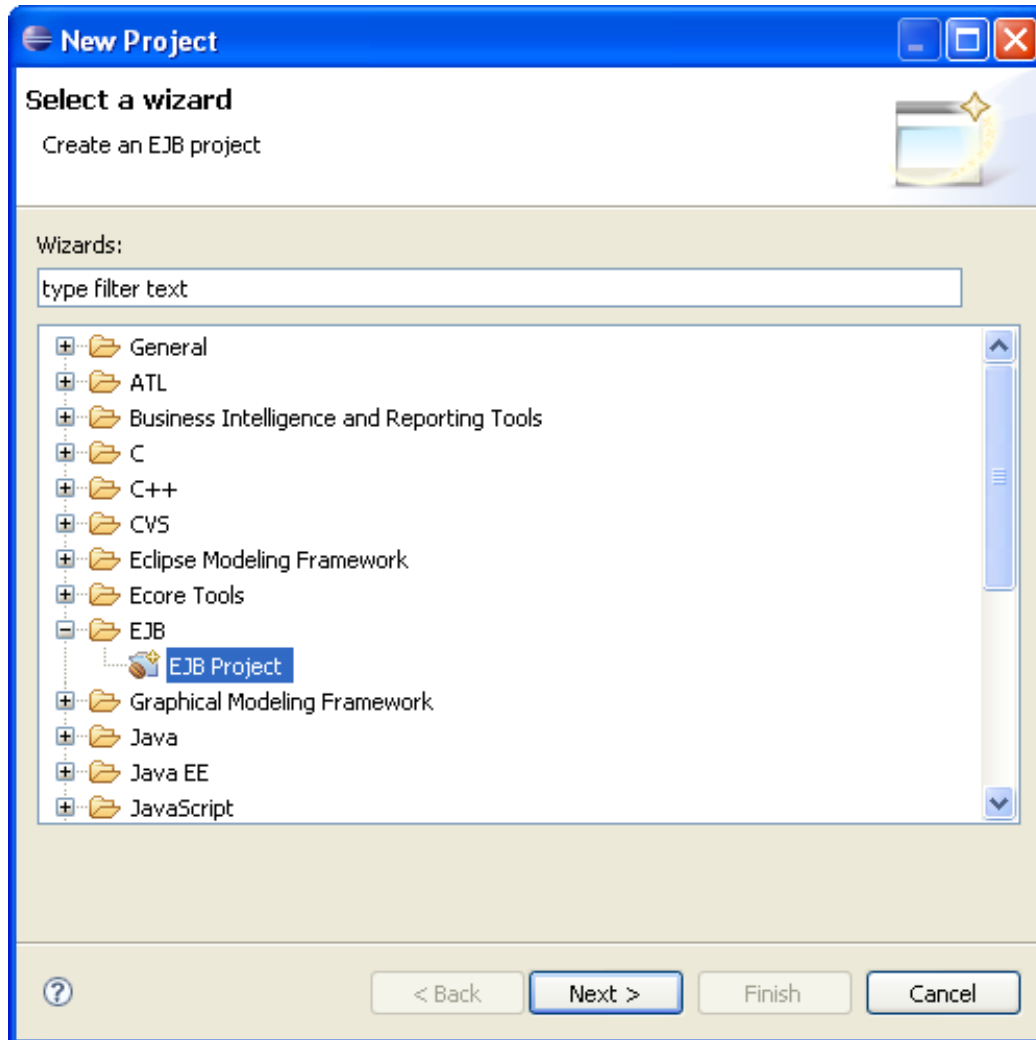 New Project
Select a wizard
Create an EJB project
Wizards:
type filter text
General
ATL
Business Intelligence and Reporting Tools
C
C++
CVS
Eclipse Modeling Framework
Ecore Tools
EJB
EJB Project
Graphical Modeling Framework
Java
Java EE
JavaScript
? < Back Next > Finish Cancel